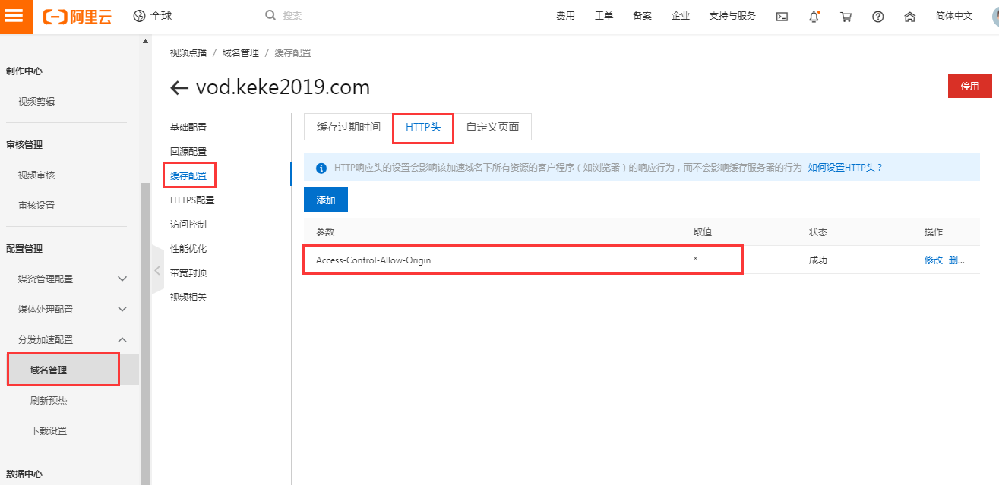 阿里云
全球
搜索
费用
工单
备案
企业
支持与服务
简体中文
制作中心
视频剪辑
审核管理
视频审核
审核设置
配置管理
媒资管理配置
媒体处理配置
分发加速配置
域名管理
刷新预热
下载设置
数据中心
视频点播 / 域名管理 / 缓存配置
vod.keke2019.com
停用
基础配置
回源配置
缓存配置
HTTPS配置
访问控制
性能优化
带宽封顶
视频相关
缓存过期时间
HTTP头
自定义页面
HTTP响应头的设置会影响该加速域名下所有资源的客户程序（如浏览器）的响应行为，而不会影响缓存服务器的行为 如何设置HTTP头？
添加
参数 取值 状态 操作
Access-Control-Allow-Origin * 成功 修改 删...